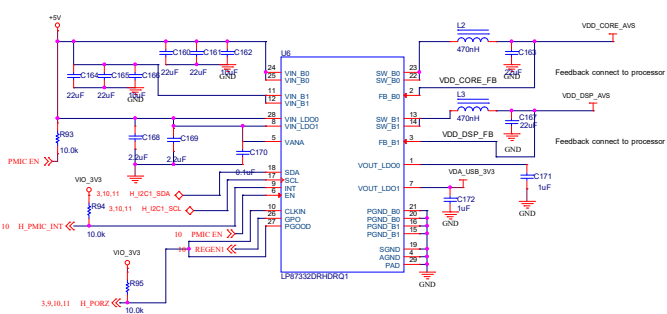 +5V
C160
22uF
C161
22uF
C162
10uF
GND
C164
22uF
C165
22uF
C166
GND
U6
24
25
VIN_B0
VIN_B0
11
12
VIN_B1
VIN_B1
28
8
VIN_LDO0
VIN_LDO1
5
VANA
18
17
9
6
SDA
SCL
INT
EN
10
26
27
CLKIN
GPO
PGOOD
LP87332DRHDRQ1
SW_B0
SW_B0
23
22
FB_B0
2
SW_B1
SW_B1
13
14
FB_B1
3
VOUT_LDO0
1
VOUT_LDO1
7
PGND_B0
PGND_B0
PGND_B1
PGND_B1
21
20
16
15
SGND
AGND
PAD
19
4
29
GND
L2
470nH
VDD_CORE_AVS
C163
22uF
GND
VDD_CORE_FB
Feedback connect to processor
L3
470nH
VDD_DSP_AVS
C167
22uF
GND
VDD_DSP_FB
Feedback connect to processor
VDA_USB_3V3
C172
1uF
GND
C171
1uF
GND
R93
10.0k
PMIC EN
C168
2.2uF
C169
2.2uF
C170
0.1uF
GND
VIO_3V3
3,10,11 H_I2C1_SDA
R94
3,10,11 H_I2C1_SCL
10 H_PMIC_INT
10.0k
10 PMIC EN
10 REGEN1
VIO_3V3
R95
3,9,10,11 H_PORZ
10.0k